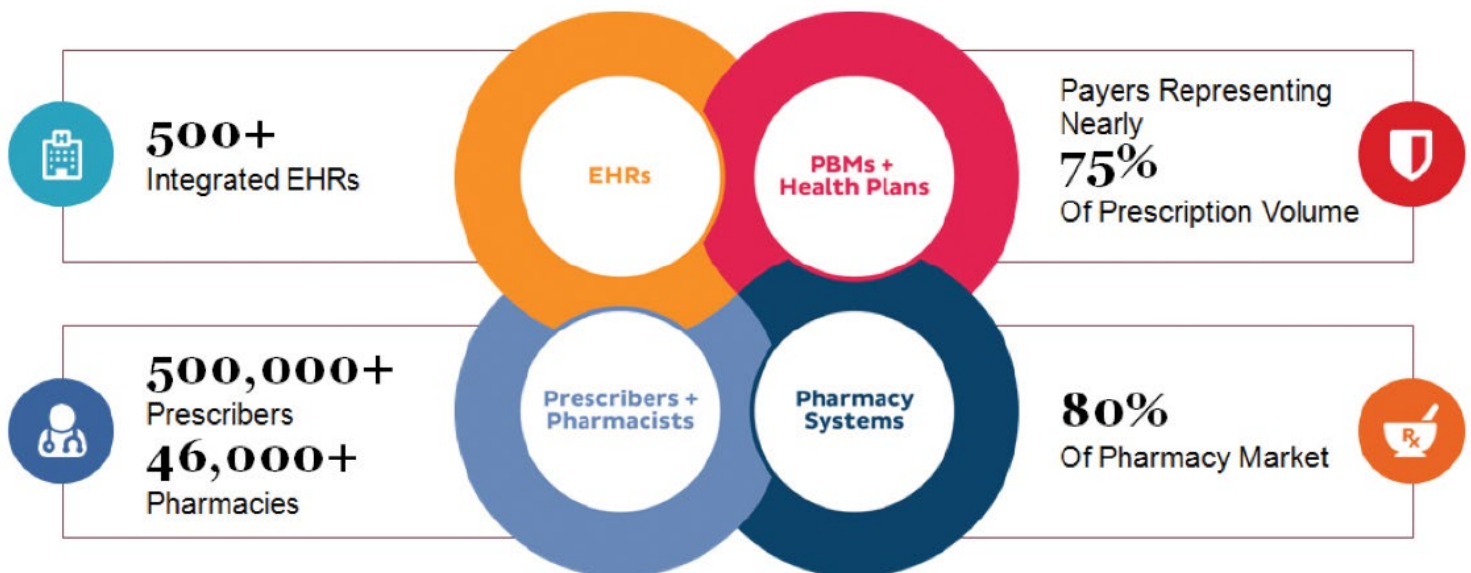 500+
Integrated EHRs
EHRs
PBMs +
Health Plans
Payers Representing
Nearly
75%
Of Prescription Volume
500,000+
Prescribers
46,000+
Pharmacies
Prescribers +
Pharmacists
Pharmacy
Systems
80%
Of Pharmacy Market
H
Rx